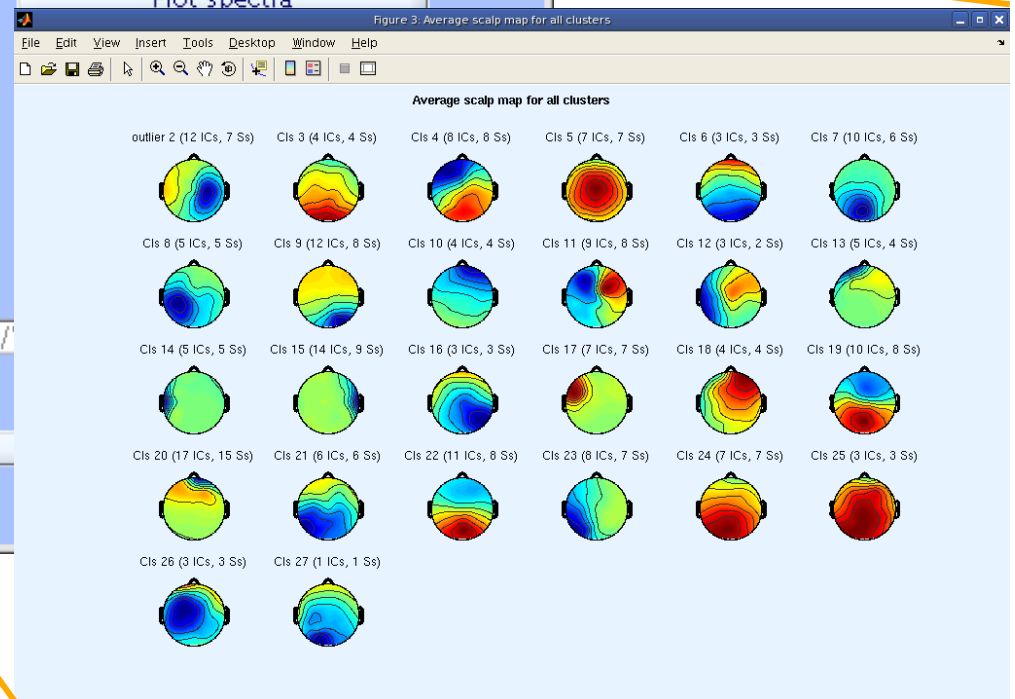 Plot spectra
Figure 3: Average scalp map for all clusters
File Edit View Insert Tools Desktop Window Help
Average scalp map for all clusters
outlier 2 (12 ICs, 7 Ss) Cls 3 (4 ICs, 4 Ss) Cls 4 (8 ICs, 8 Ss) Cls 5 (7 ICs, 7 Ss) Cls 6 (3 ICs, 3 Ss) Cls 7 (10 ICs, 6 Ss)
Cls 8 (5 ICs, 5 Ss) Cls 9 (12 ICs, 8 Ss) Cls 10 (4 ICs, 4 Ss) Cls 11 (9 ICs, 8 Ss) Cls 12 (3 ICs, 2 Ss) Cls 13 (5 ICs, 4 Ss)
Cls 14 (5 ICs, 5 Ss) Cls 15 (14 ICs, 9 Ss) Cls 16 (3 ICs, 3 Ss) Cls 17 (7 ICs, 7 Ss) Cls 18 (4 ICs, 4 Ss) Cls 19 (10 ICs, 8 Ss)
Cls 20 (17 ICs, 15 Ss) Cls 21 (6 ICs, 6 Ss) Cls 22 (11 ICs, 8 Ss) Cls 23 (8 ICs, 7 Ss) Cls 24 (7 ICs, 7 Ss) Cls 25 (3 ICs, 3 Ss)
Cls 26 (3 ICs, 3 Ss) Cls 27 (1 ICs, 1 Ss)